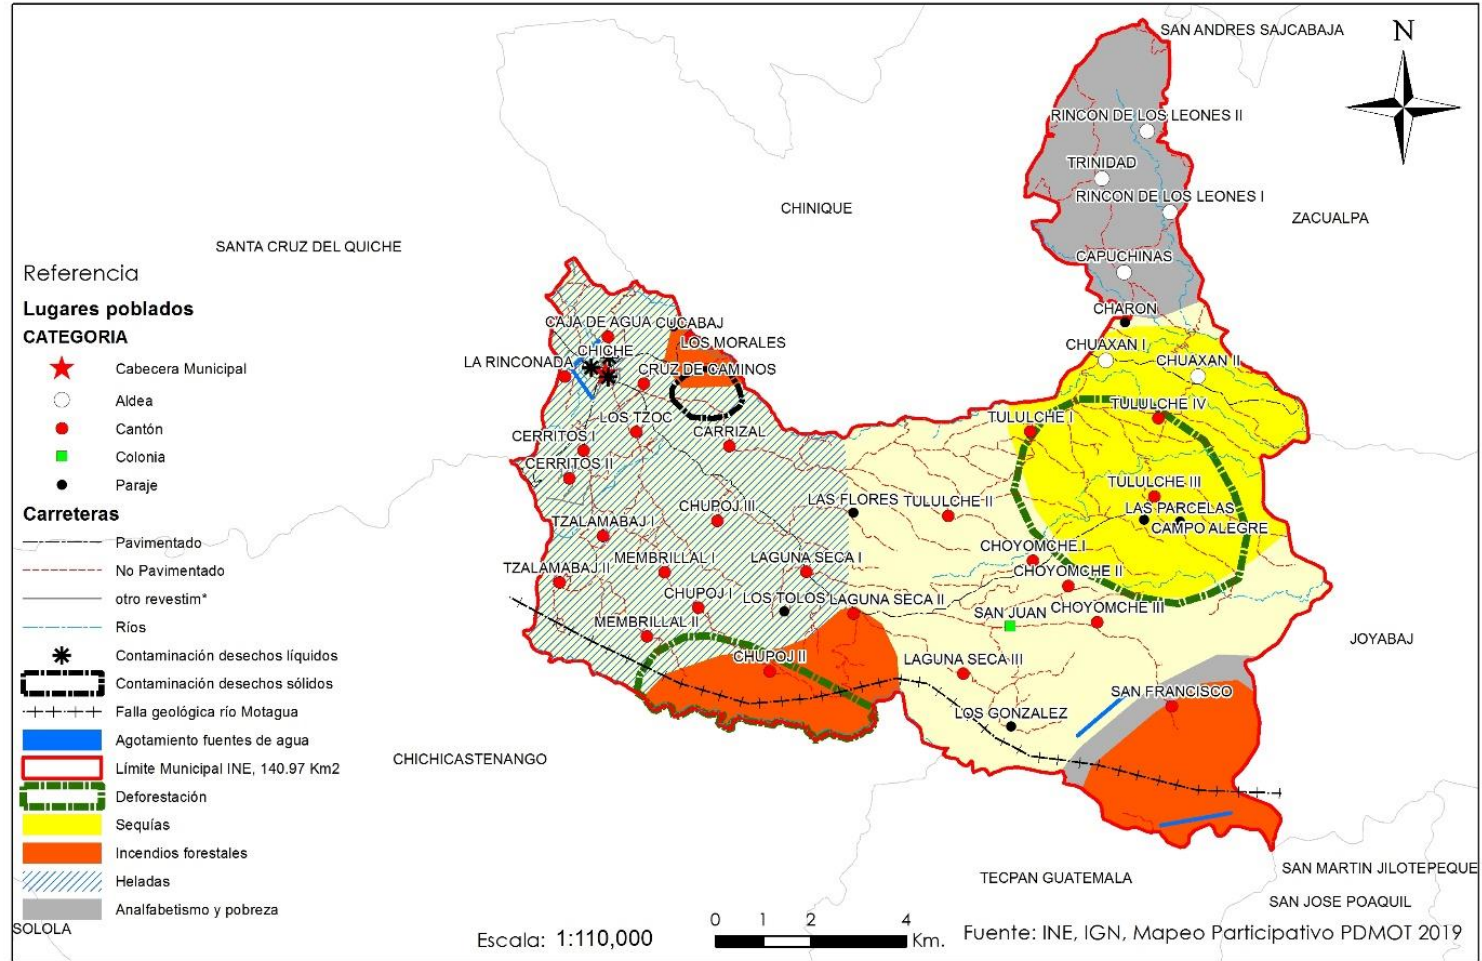 SAN ANDRES SAJCABAJA
N
RINCON DE LOS LEONES II
TRINIDAD
RINCON DE LOS LEONES I
CHINIQUE
ZACUALPA
SANTA CRUZ DEL QUICHE
CAPUCHINAS
CHARON
CAJA DE AGUA
CUCABAJ
LOS MORALES
CHICHE
LA RINCONADA
CRUZ DE CAMINOS
CHUAXAN I
CHUAXAN II
LOS TZOC
CARRIZAL
TULULCHE I
TULULCHE IV
CERRITOS I
CERRITOS II
TULULCHE III
CHUPOJ III
LAS FLORES
TULULCHE II
LAS PARCELAS
CAMPO ALEGRE
TZALAMABAJ I
MEMBRILLAL I
LAGUNA SECA I
CHOYOMCHE I
TZALAMABAJ II
CHOYOMCHE II
CHUPOJ I
LOS TOLOS
LAGUNA SECA II
SAN JUAN
CHOYOMCHE III
MEMBRILLAL II
JOYABAJ
CHUPOJ II
LAGUNA SECA III
SAN FRANCISCO
LOS GONZALEZ
CHICHICASTENANGO
TECPAN GUATEMALA
SAN MARTIN JILOTEPEQUE
SAN JOSE POAQUIL
SOLOLA
Referencia
Lugares poblados
CATEGORIA
Cabecera Municipal
Aldea
Cantón
Colonia
Paraje
Carreteras
Pavimentado
No Pavimentado
otro revestim*
Ríos
Contaminación desechos líquidos
Contaminación desechos sólidos
Falla geológica río Motagua
Agotamiento fuentes de agua
Límite Municipal INE, 140.97 Km2
Deforestación
Sequías
Incendios forestales
Heladas
Analfabetismo y pobreza
Escala: 1:110,000
0 1 2 4
Km.
Fuente: INE, IGN, Mapeo Participativo PDMOT 2019